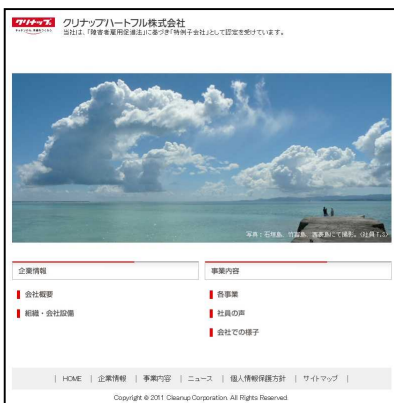 クリナップ
クリナップハートフル株式会社
当社は、「障害者雇用促進法」に基づき「特例子会社」として認定を受けています。
写真：石垣島、竹富島、西表島にて撮影。（社員T.S）
企業情報
事業内容
会社概要
各事業
組織・会社設備
社員の声
会社での様子
| HOME | 企業情報 | 事業内容 | ニュース | 個人情報保護方針 | サイトマップ |
Copyright © 2011 Cleanup Corporation. All Rights Reserved.